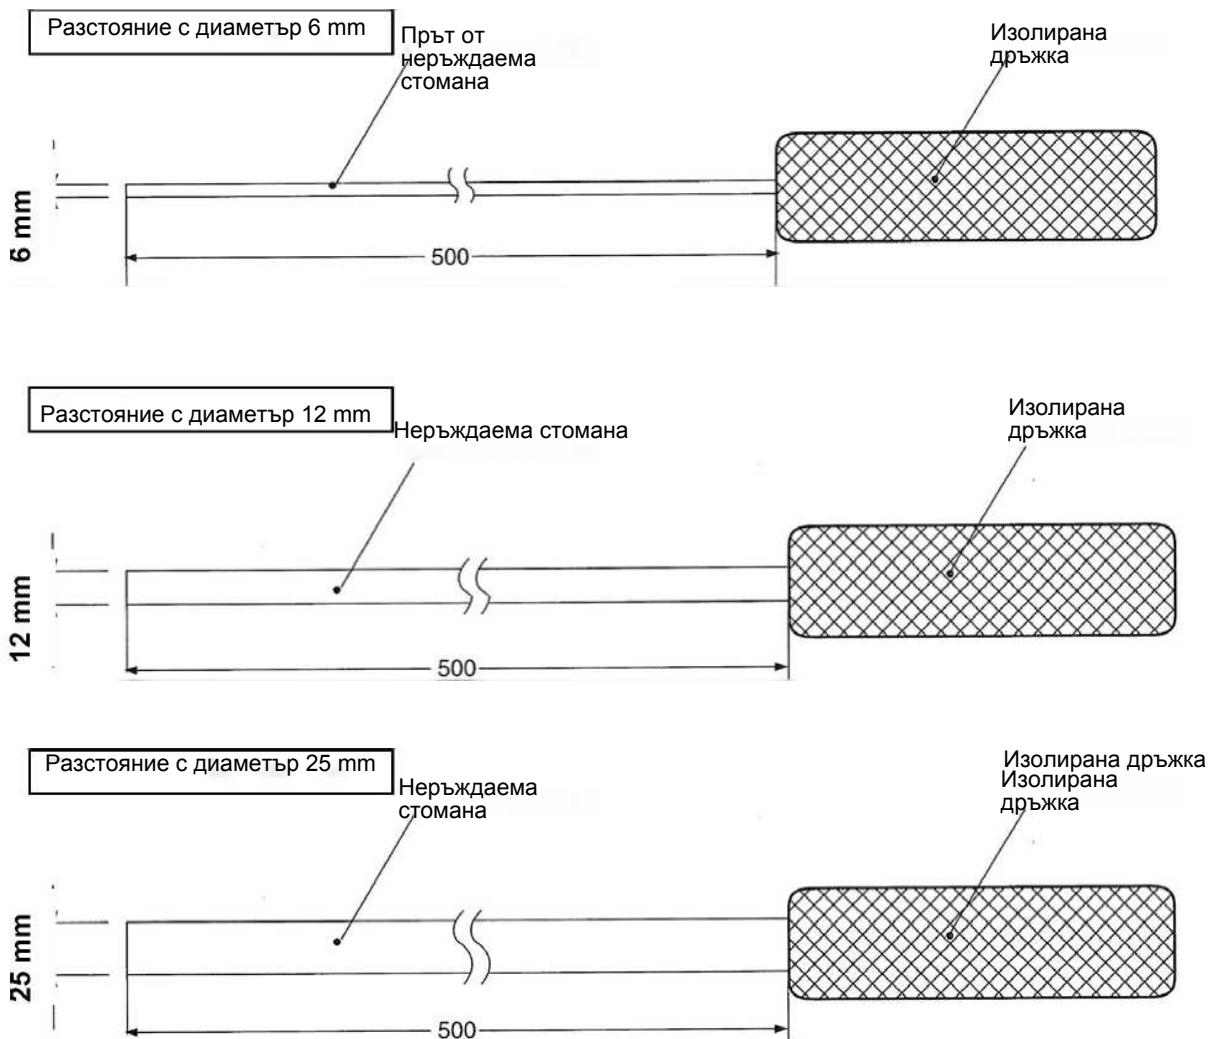 Разстояние с диаметър 6 mm
Прът от
неръждаема
стомана
Изолирана
дръжка
6 mm
500
Разстояние с диаметър 12 mm
Неръждаема стомана
Изолирана
дръжка
12 mm
500
Разстояние с диаметър 25 mm
Неръждаема
стомана
Изолирана дръжка
Изолирана
дръжка
25 mm
500